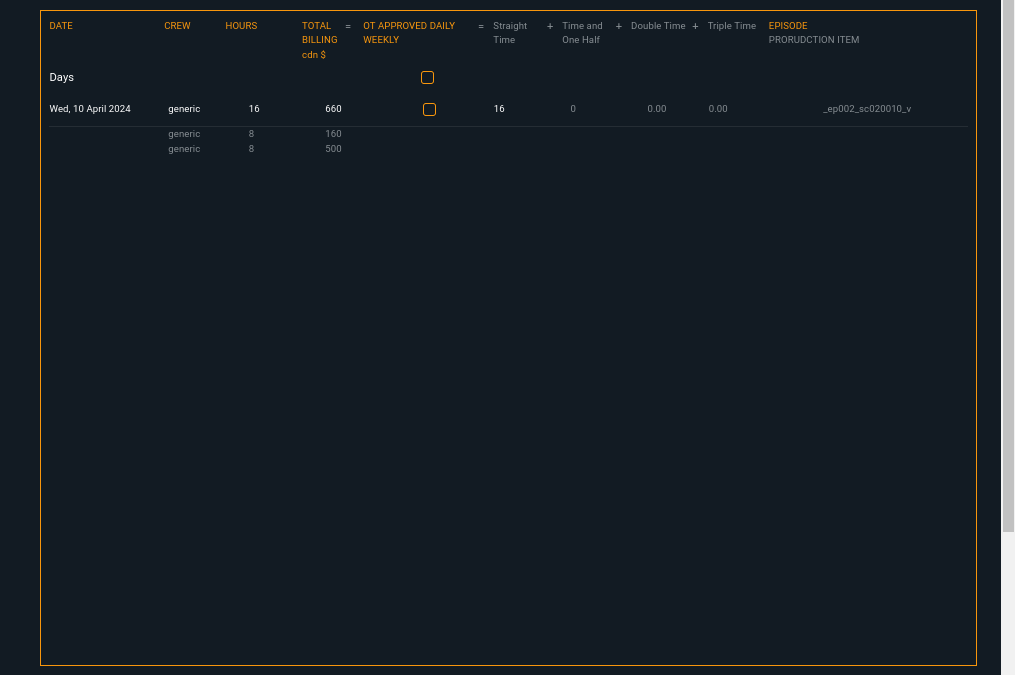 DATE CREW HOURS TOTAL BILLING cdn $ = OT APPROVED DAILY WEEKLY = Straight Time + Time and One Half + Double Time + Triple Time EPISODE PRORUDCTION ITEM
Days
Wed, 10 April 2024 generic 16 660 16 0 0.00 0.00 _ep002_sc020010_v
generic 8 160
generic 8 500